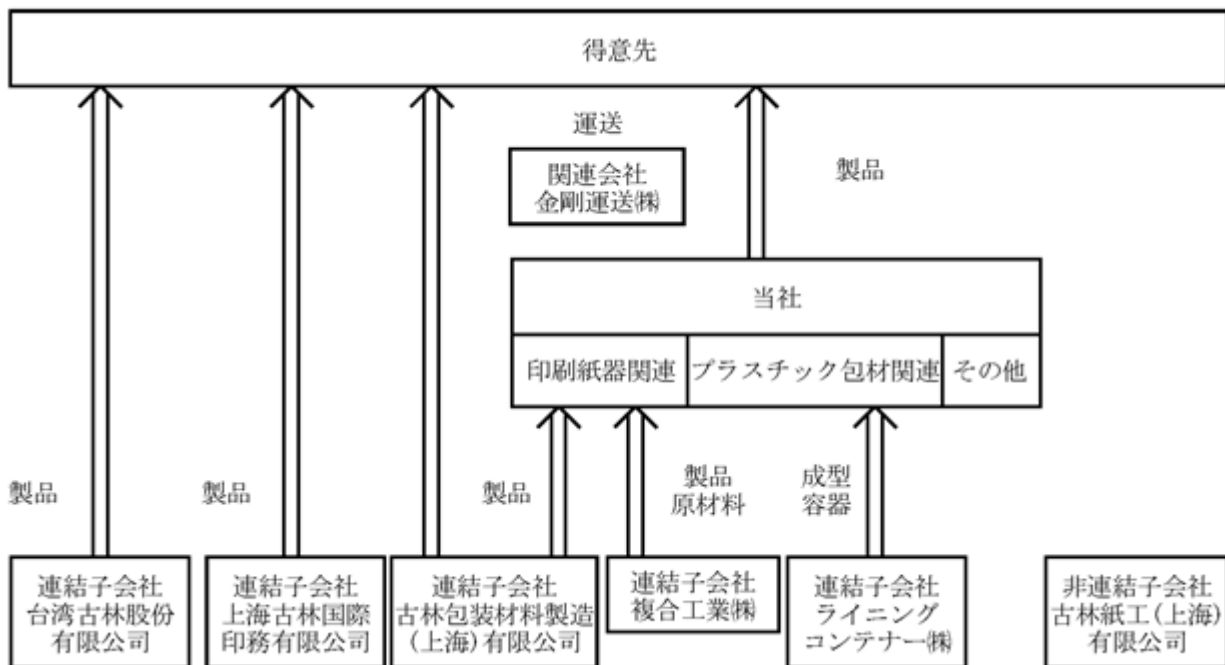 得意先
運送
関連会社
金剛運送㈱
製品
当社
印刷紙器関連
プラスチック包材関連
その他
製品
製品
製品
製品
原材料
成型
容器
連結子会社
台湾古林股份
有限公司
連結子会社
上海古林国際
印務有限公司
連結子会社
古林包装材料製造
(上海)有限公司
連結子会社
複合工業㈱
連結子会社
ライニング
コンテナー㈱
非連結子会社
古林紙工(上海)
有限公司